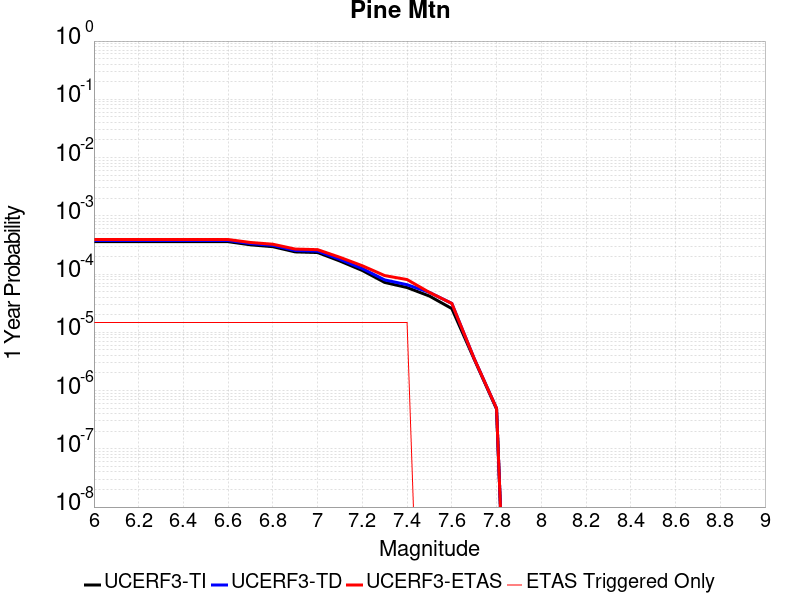 Pine Mtn
1 Year Probability
10^0
10^-1
10^-2
10^-3
10^-4
10^-5
10^-6
10^-7
10^-8
6 6.2 6.4 6.6 6.8 7 7.2 7.4 7.6 7.8 8 8.2 8.4 8.6 8.8 9
Magnitude
UCERF3-TI UCERF3-TD UCERF3-ETAS ETAS Triggered Only